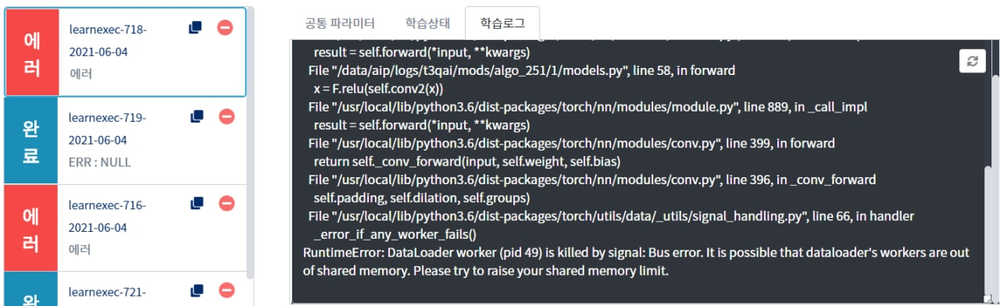 에
러
learnexec-718-
2021-06-04
에러
완
료
learnexec-719-
2021-06-04
ERR : NULL
에
러
learnexec-716-
2021-06-04
에러
완
learnexec-721-
공통 파라미터
학습상태
학습로그
result = self.forward(*input, **kwargs)
File "/data/aip/logs/t3qai/mods/algo_251/1/models.py", line 58, in forward
x = F.relu(self.conv2(x))
File "/usr/local/lib/python3.6/dist-packages/torch/nn/modules/module.py", line 889, in _call_impl
result = self.forward(*input, **kwargs)
File "/usr/local/lib/python3.6/dist-packages/torch/nn/modules/conv.py", line 399, in forward
return self._conv_forward(input, self.weight, self.bias)
File "/usr/local/lib/python3.6/dist-packages/torch/nn/modules/conv.py", line 396, in _conv_forward
self.padding, self.dilation, self.groups)
File "/usr/local/lib/python3.6/dist-packages/torch/utils/data/_utils/signal_handling.py", line 66, in handler
_error_if_any_worker_fails()
RuntimeError: DataLoader worker (pid 49) is killed by signal: Bus error. It is possible that dataloader's workers are out
of shared memory. Please try to raise your shared memory limit.